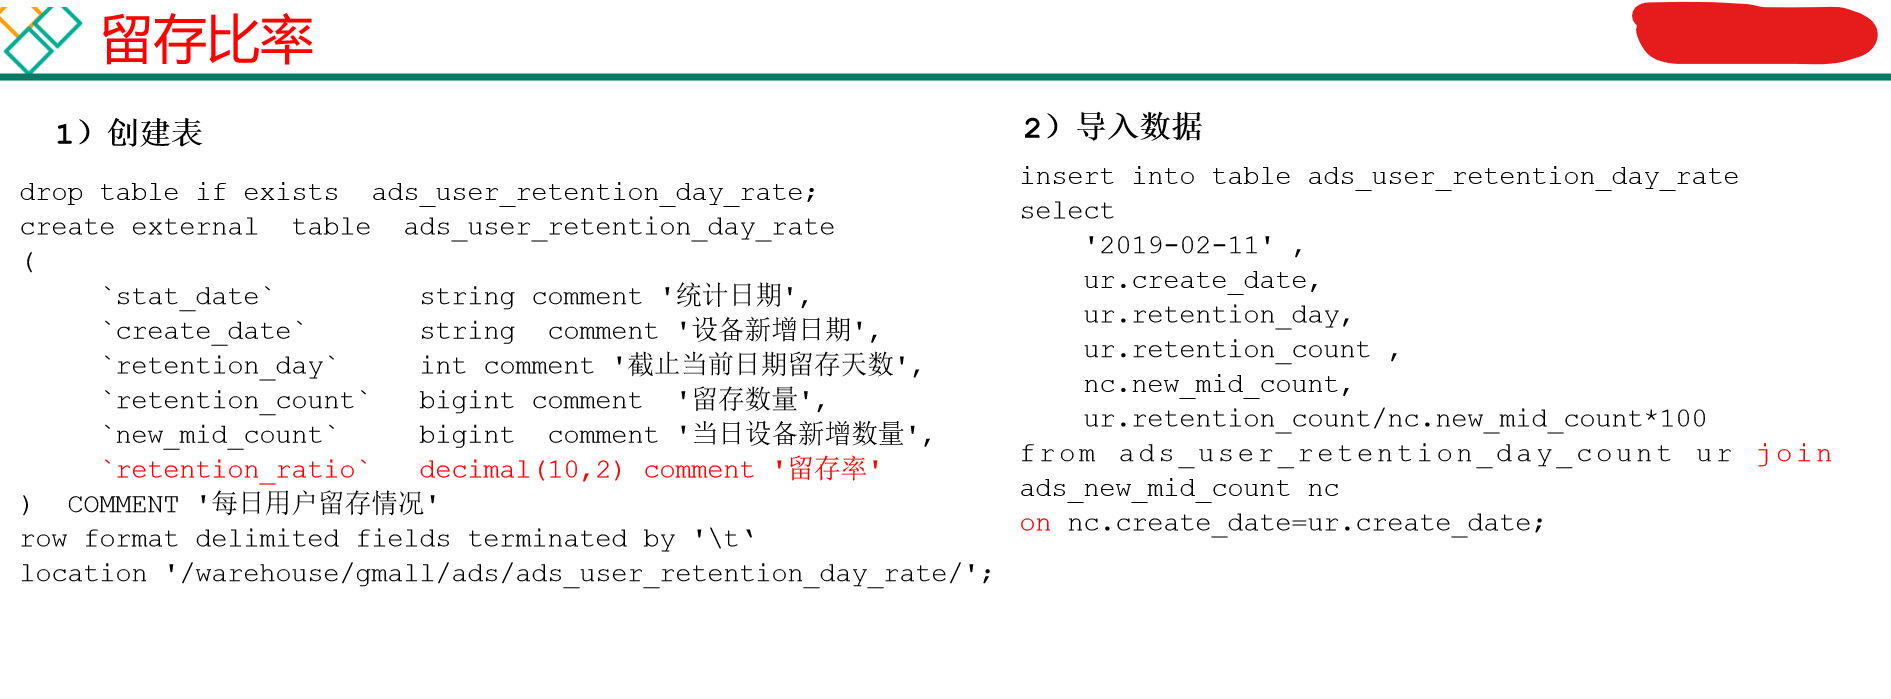 留存比率
1）创建表
drop table if exists  ads_user_retention_day_rate;
create external  table  ads_user_retention_day_rate
(
`stat_date`  string comment '统计日期',
`create_date`  string  comment '设备新增日期',
`retention_day`  int comment '截止当前日期留存天数',
`retention_count`  bigint comment  '留存数量',
`new_mid_count`  bigint  comment '当日设备新增数量',
`retention_ratio`  decimal(10,2) comment '留存率'
)  COMMENT '每日用户留存情况'
row format delimited fields terminated by '\t‘
location '/warehouse/gmall/ads/ads_user_retention_day_rate/';
2）导入数据
insert into table ads_user_retention_day_rate
select
'2019-02-11' ,
ur.create_date,
ur.retention_day,
ur.retention_count ,
nc.new_mid_count,
ur.retention_count/nc.new_mid_count*100
from ads_user_retention_day_count ur join
ads_new_mid_count nc
on nc.create_date=ur.create_date;